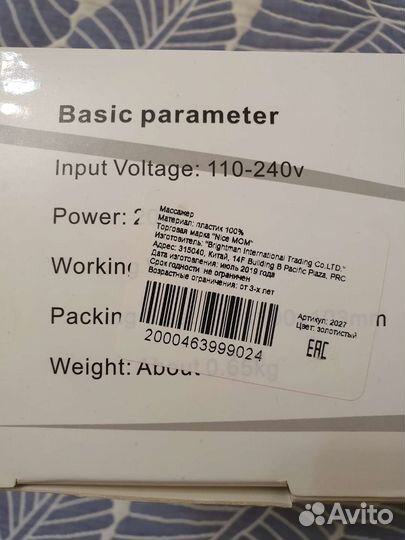 Basic parameter
Input Voltage: 110-240v
Power: 2
Массажер
Материал: пластик 100%
Торговая марка "Nice MOM"
Изготовитель: "Brightman International Trading Co.LTD."
Адрес: 315040, Китай, 14F Building B Pacific Plaza, PRC
Дата изготовления: июль 2019 года
Срок годности не ограничен
Возрастные ограничения: от 3-х лет
Working
Packin
Артикул: 2027
Цвет: золотистый
EAC
2000463999024
Weight: About 0.65kg
Avito